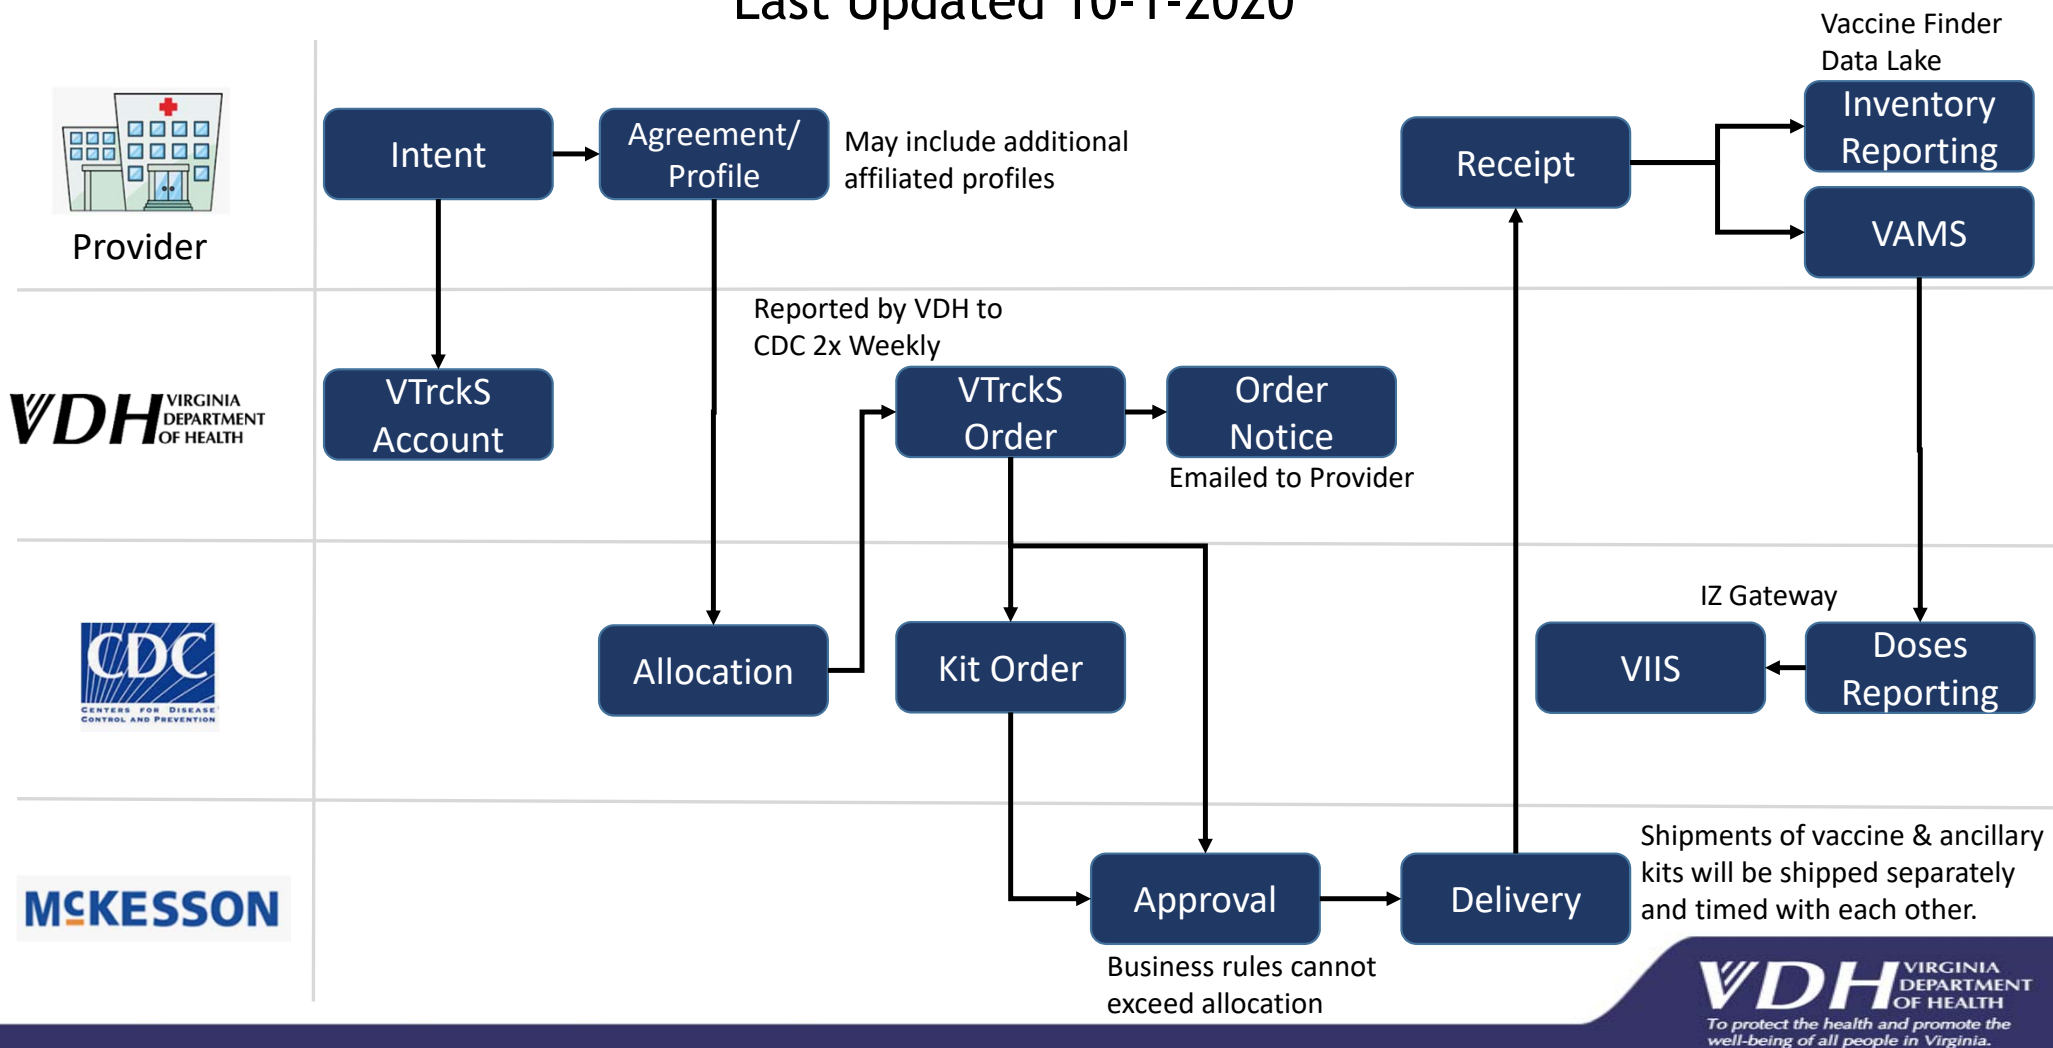 Last Updated 10-1-2020
Vaccine Finder
Data Lake
Inventory
Reporting
Intent
Agreement/
Profile
May include additional
affiliated profiles
Receipt
VAMS
Provider
Reported by VDH to
CDC 2x Weekly
VDH VIRGINIA
DEPARTMENT
OF HEALTH
VTrckS
Account
VTrckS
Order
Order
Notice
Emailed to Provider
CDC
CENTERS FOR DISEASE
CONTROL AND PREVENTION
Allocation
Kit Order
IZ Gateway
VIIS
Doses
Reporting
MCKESSON
Approval
Business rules cannot
exceed allocation
Delivery
Shipments of vaccine & ancillary
kits will be shipped separately
and timed with each other.
VDH VIRGINIA
DEPARTMENT
OF HEALTH
To protect the health and promote the
well-being of all people in Virginia.